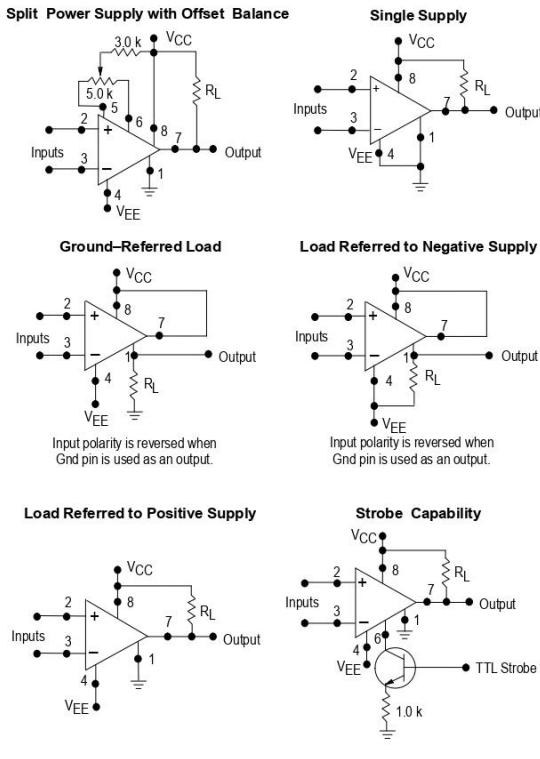 Split Power Supply with Offset Balance
VCC
3.0 k
5.0 k
RL
5
6
8
2
7
Inputs
Output
3
1
4
VEE
Single Supply
VCC
2
8
RL
7
Output
Inputs
3
1
VEE
4
Ground–Referred Load
VCC
2
8
7
Inputs
3
1
Output
4
RL
VEE
Input polarity is reversed when
Gnd pin is used as an output.
Load Referred to Negative Supply
VCC
2
8
7
Inputs
3
1
Output
4
RL
VEE
Input polarity is reversed when
Gnd pin is used as an output.
Load Referred to Positive Supply
VCC
2
8
RL
7
Inputs
Output
3
1
4
VEE
Strobe Capability
VCC
8
2
RL
7
Inputs
Output
3
1
6
4
VEE
TTL Strobe
1.0 k